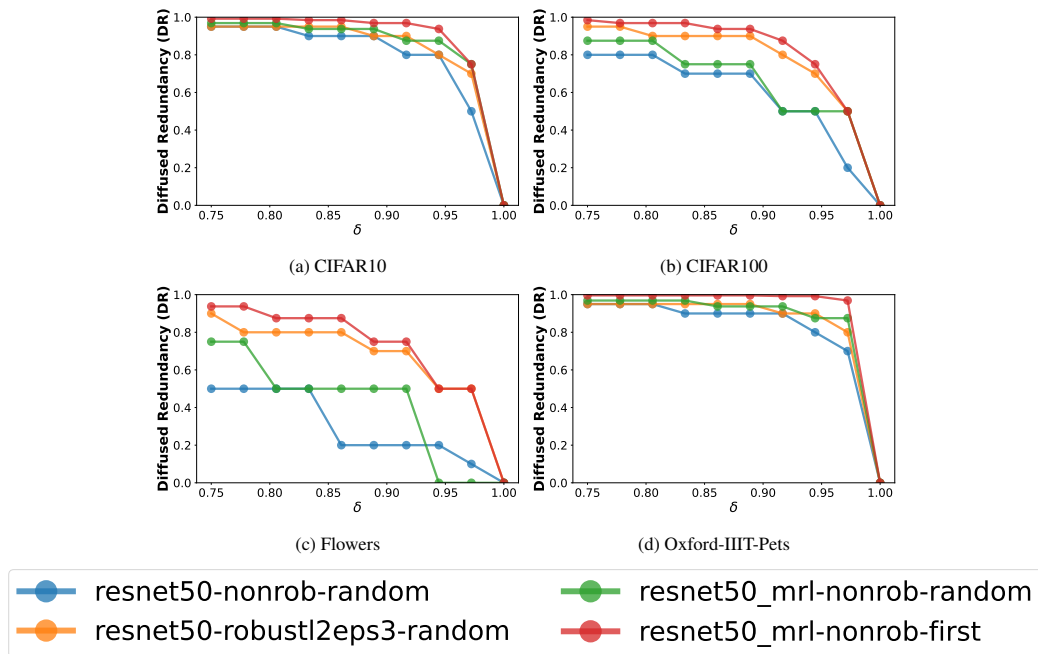 Diffused Redundancy (DR)
1.0
0.8
0.6
0.4
0.2
0.0
0.75 0.80 0.85 0.90 0.95 1.00
δ
(a) CIFAR10
Diffused Redundancy (DR)
1.0
0.8
0.6
0.4
0.2
0.0
0.75 0.80 0.85 0.90 0.95 1.00
δ
(b) CIFAR100
Diffused Redundancy (DR)
1.0
0.8
0.6
0.4
0.2
0.0
0.75 0.80 0.85 0.90 0.95 1.00
δ
(c) Flowers
Diffused Redundancy (DR)
1.0
0.8
0.6
0.4
0.2
0.0
0.75 0.80 0.85 0.90 0.95 1.00
δ
(d) Oxford-IIIT-Pets
resnet50-nonrob-random
resnet50-robustl2eps3-random
resnet50_mrl-nonrob-random
resnet50_mrl-nonrob-first